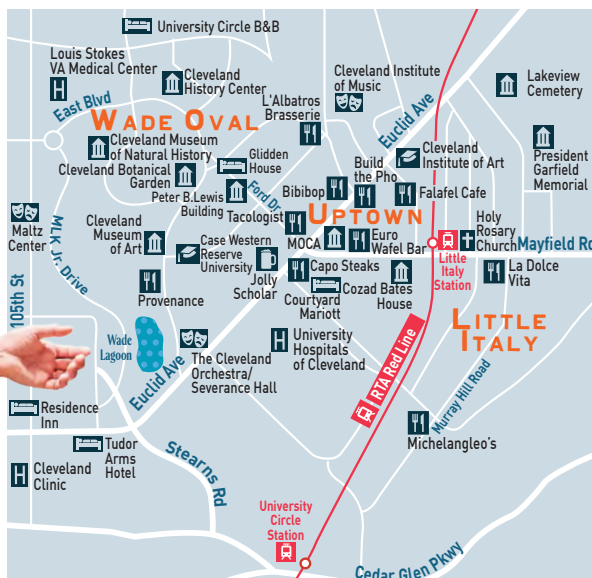 University Circle B&B
Louis Stokes
VA Medical Center
H
Cleveland
History Center
Cleveland Institute
of Music
Lakeview
Cemetery
East Blvd
WADE OVAL
L'Albatros
Brasserie
Euclid Ave
Cleveland Museum
of Natural History
Glidden
House
Cleveland
Institute of Art
President
Garfield
Memorial
Cleveland Botanical
Garden
Build
the Pho
Peter B.Lewis
Building
Ford Dr
Bibibop
Falafel Cafe
Tacologist
UPTOWN
Maltz
Center
MLK Jr. Drive
Cleveland
Museum
of Art
Case Western
Reserve
University
MOCA
Euro
Wafel Bar
Holy
Rosary
Church
Mayfield Rd
Little
Italy
Station
Jolly
Scholar
Capo Steaks
La Dolce
Vita
Provenance
Courtyard
Mariott
Cozad Bates
House
105th St
LITTLE
ITALY
Wade
Lagoon
Euclid Ave
The Cleveland
Orchestra/
Severance Hall
H
University
Hospitals
of Cleveland
RTA Red Line
Murray Hill Road
Residence
Inn
Michelangleo's
Tudor
Arms
Hotel
H
Cleveland
Clinic
Stearns Rd
University
Circle
Station
Cedar Glen Pkwy